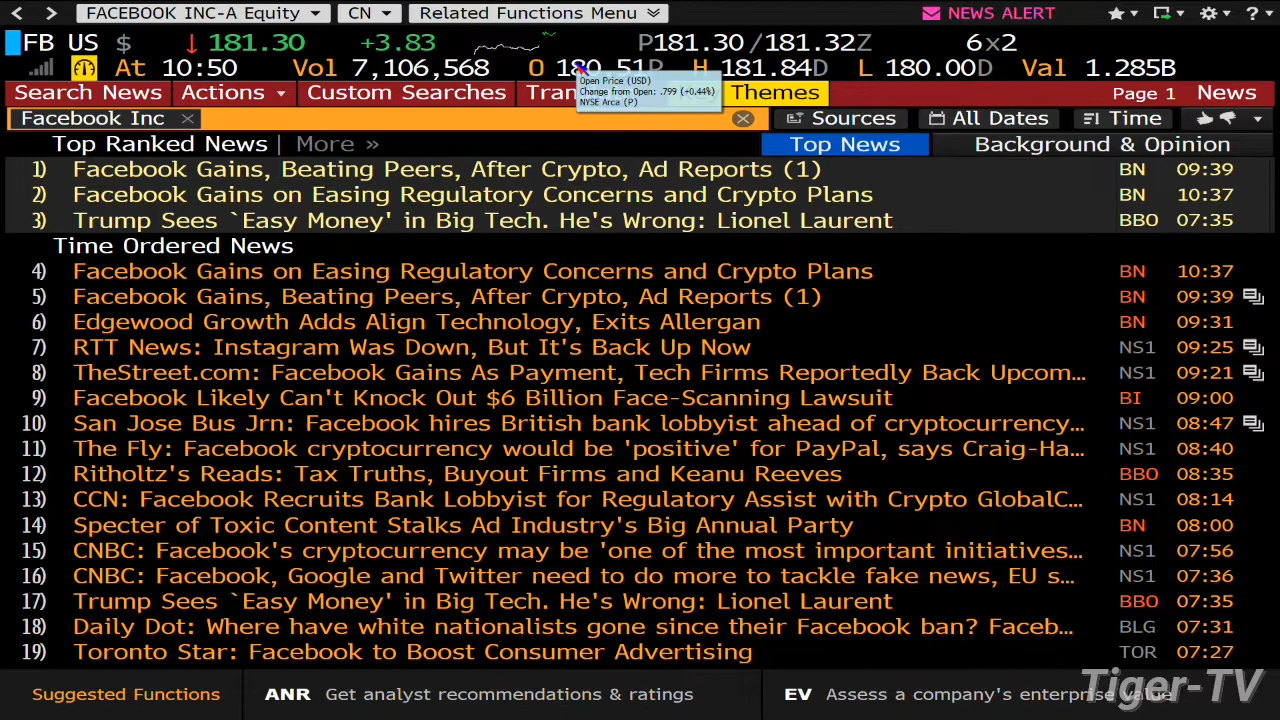 FACEBOOK INC-A Equity CN Related Functions Menu NEWS ALERT ?
FB US $ ↓ 181.30 +3.83 P181.30 /181.32Z 6x2
At 10:50 Vol 7,106,568 O 180.51P H 181.84D L 180.00D Val 1.285B
Open Price (USD)
Change from Open: .799 (+0.44%)
NYSE Arca (P)
Search News Actions Custom Searches Themes Page 1 News
Facebook Inc × Sources All Dates Time
Top Ranked News | More » Top News Background & Opinion
1) Facebook Gains, Beating Peers, After Crypto, Ad Reports (1) BN 09:39
2) Facebook Gains on Easing Regulatory Concerns and Crypto Plans BN 10:37
3) Trump Sees `Easy Money' in Big Tech. He's Wrong: Lionel Laurent BBO 07:35
Time Ordered News
4) Facebook Gains on Easing Regulatory Concerns and Crypto Plans BN 10:37
5) Facebook Gains, Beating Peers, After Crypto, Ad Reports (1) BN 09:39
6) Edgewood Growth Adds Align Technology, Exits Allergan BN 09:31
7) RTT News: Instagram Was Down, But It's Back Up Now NS1 09:25
8) TheStreet.com: Facebook Gains As Payment, Tech Firms Reportedly Back Upcom... NS1 09:21
9) Facebook Likely Can't Knock Out $6 Billion Face-Scanning Lawsuit BI 09:00
10) San Jose Bus Jrn: Facebook hires British bank lobbyist ahead of cryptocurrency... NS1 08:47
11) The Fly: Facebook cryptocurrency would be 'positive' for PayPal, says Craig-Ha... NS1 08:40
12) Ritholtz's Reads: Tax Truths, Buyout Firms and Keanu Reeves BBO 08:35
13) CCN: Facebook Recruits Bank Lobbyist for Regulatory Assist with Crypto GlobalC... NS1 08:14
14) Specter of Toxic Content Stalks Ad Industry's Big Annual Party BN 08:00
15) CNBC: Facebook's cryptocurrency may be 'one of the most important initiatives... NS1 07:56
16) CNBC: Facebook, Google and Twitter need to do more to tackle fake news, EU s... NS1 07:36
17) Trump Sees `Easy Money' in Big Tech. He's Wrong: Lionel Laurent BBO 07:35
18) Daily Dot: Where have white nationalists gone since their Facebook ban? Faceb... BLG 07:31
19) Toronto Star: Facebook to Boost Consumer Advertising TOR 07:27
Suggested Functions ANR Get analyst recommendations & ratings EV Assess a company's enterprise value
Tiger-TV